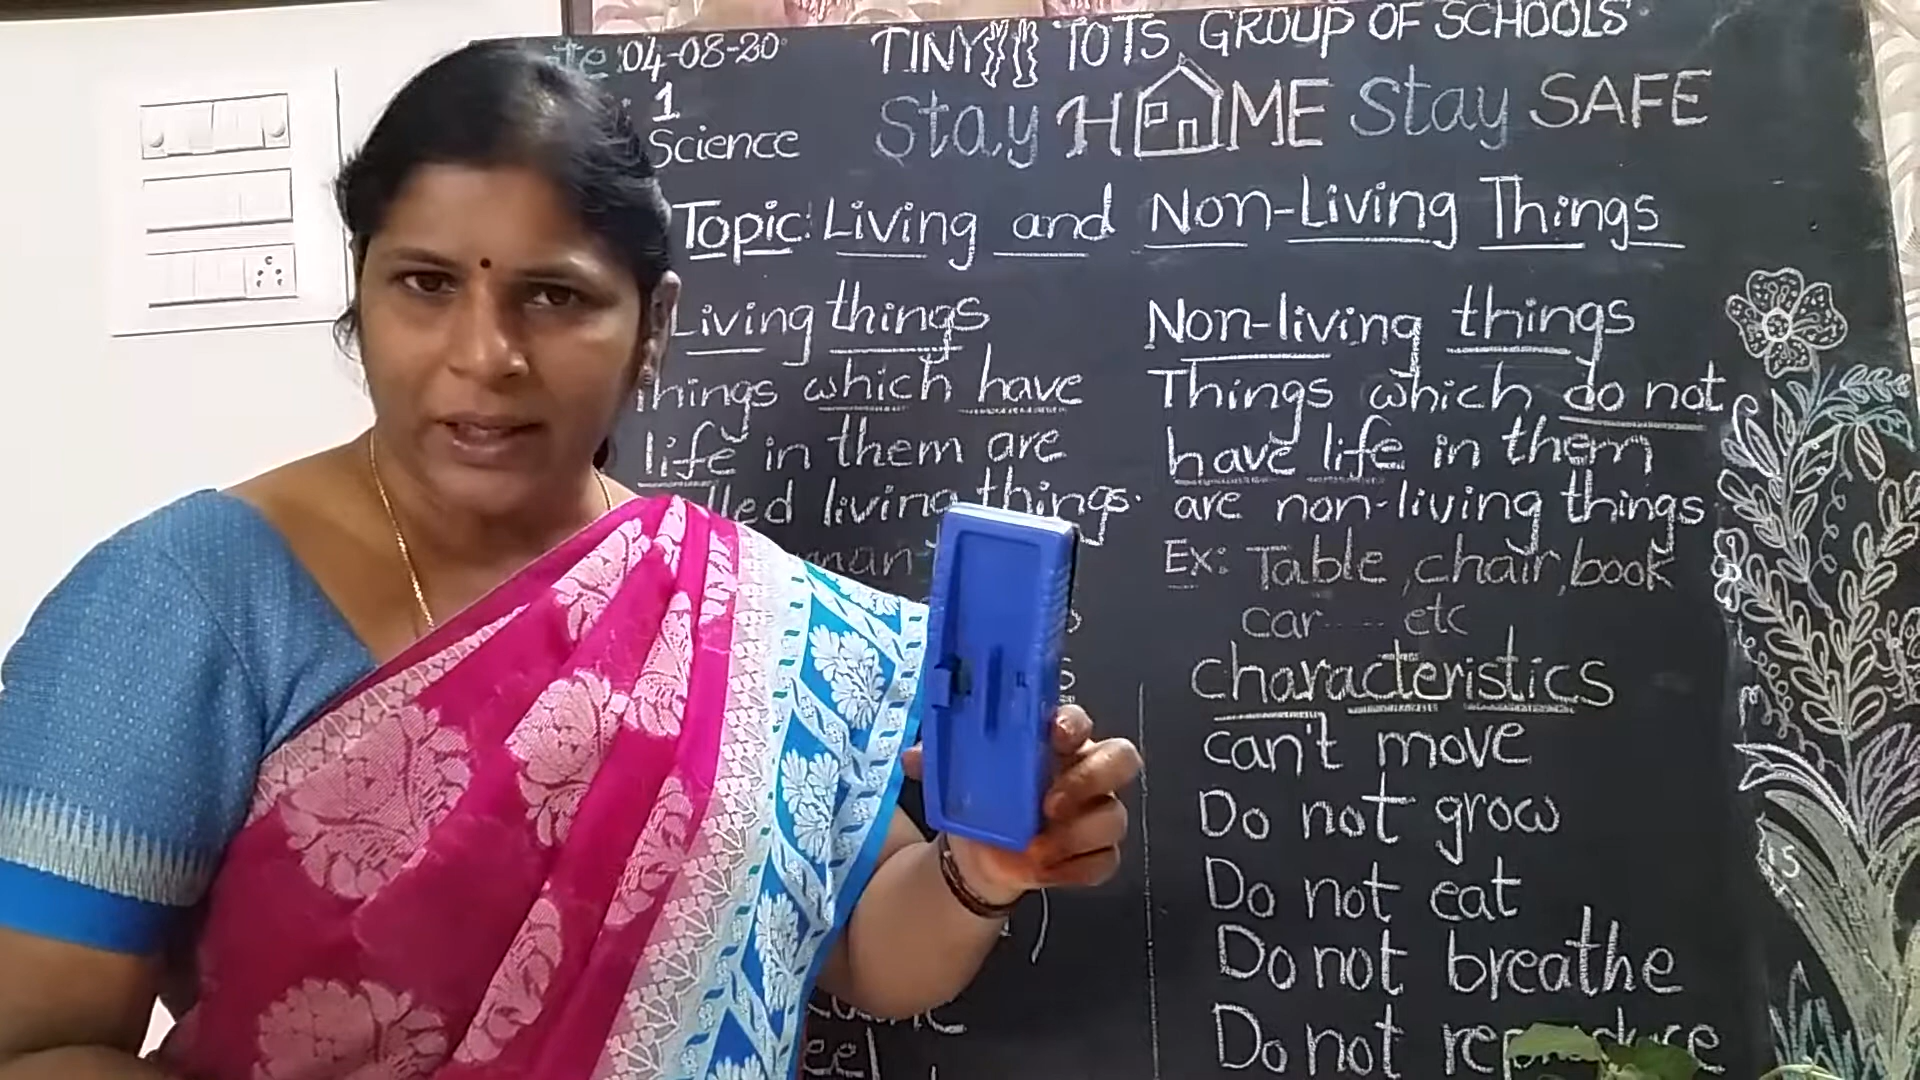 04-08-20
TINY TOTS GROUP OF SCHOOLS
1
Stay HOME Stay SAFE
Science
Topic: Living and Non-Living Things
Living things
Things which have
life in them are
living things.
Non-living things
Things which do not
have life in them
are non-living things
Ex: Table, chair, book
car ---- etc
characteristics
can't move
Do not grow
Do not eat
Do not breathe
Do not reproduce